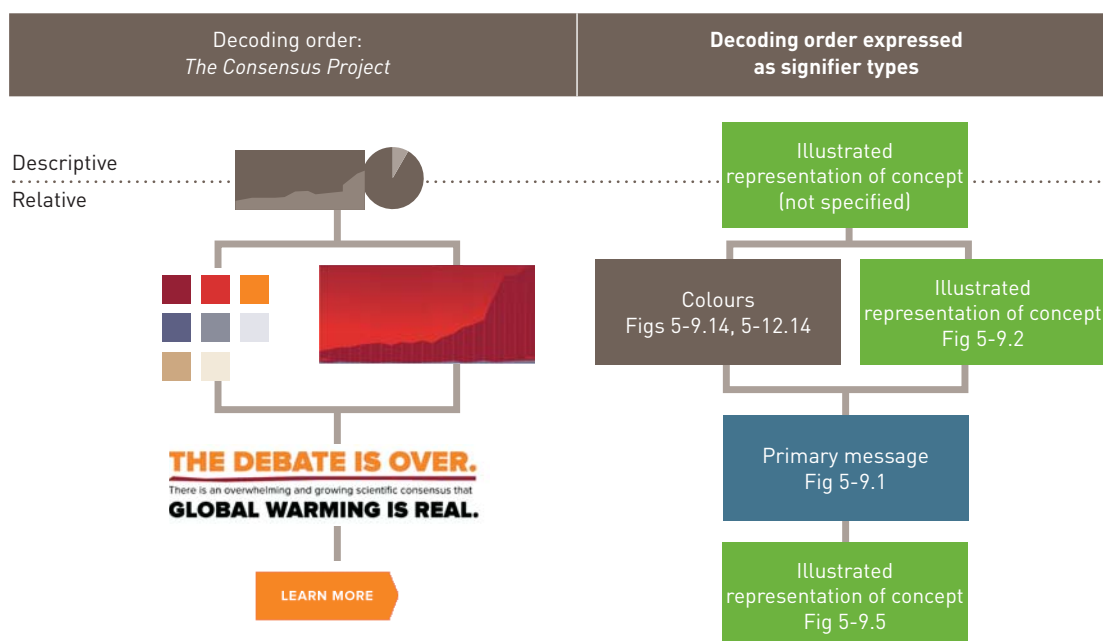 Decoding order:
The Consensus Project
Decoding order expressed
as signifier types
Descriptive
Relative
Illustrated
representation of concept
(not specified)
Colours
Figs 5-9.14, 5-12.14
Illustrated
representation of concept
Fig 5-9.2
THE DEBATE IS OVER.
There is an overwhelming and growing scientific consensus that
GLOBAL WARMING IS REAL.
Primary message
Fig 5-9.1
LEARN MORE
Illustrated
representation of concept
Fig 5-9.5